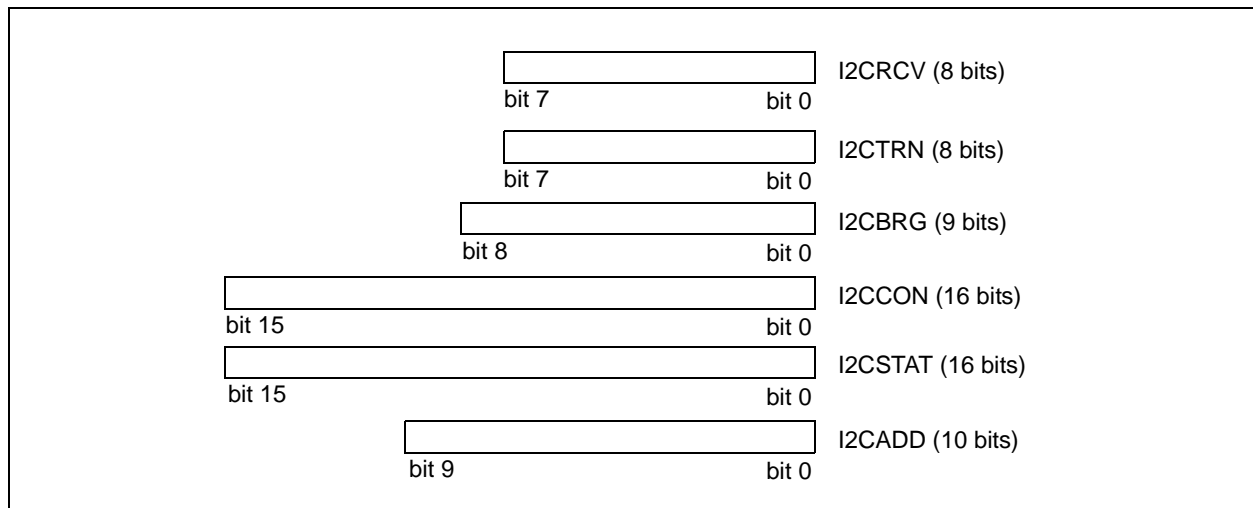 I2CRCV (8 bits)
bit 7 bit 0
I2CTRN (8 bits)
bit 7 bit 0
I2CBRG (9 bits)
bit 8 bit 0
I2CCON (16 bits)
bit 15 bit 0
I2CSTAT (16 bits)
bit 15 bit 0
I2CADD (10 bits)
bit 9 bit 0